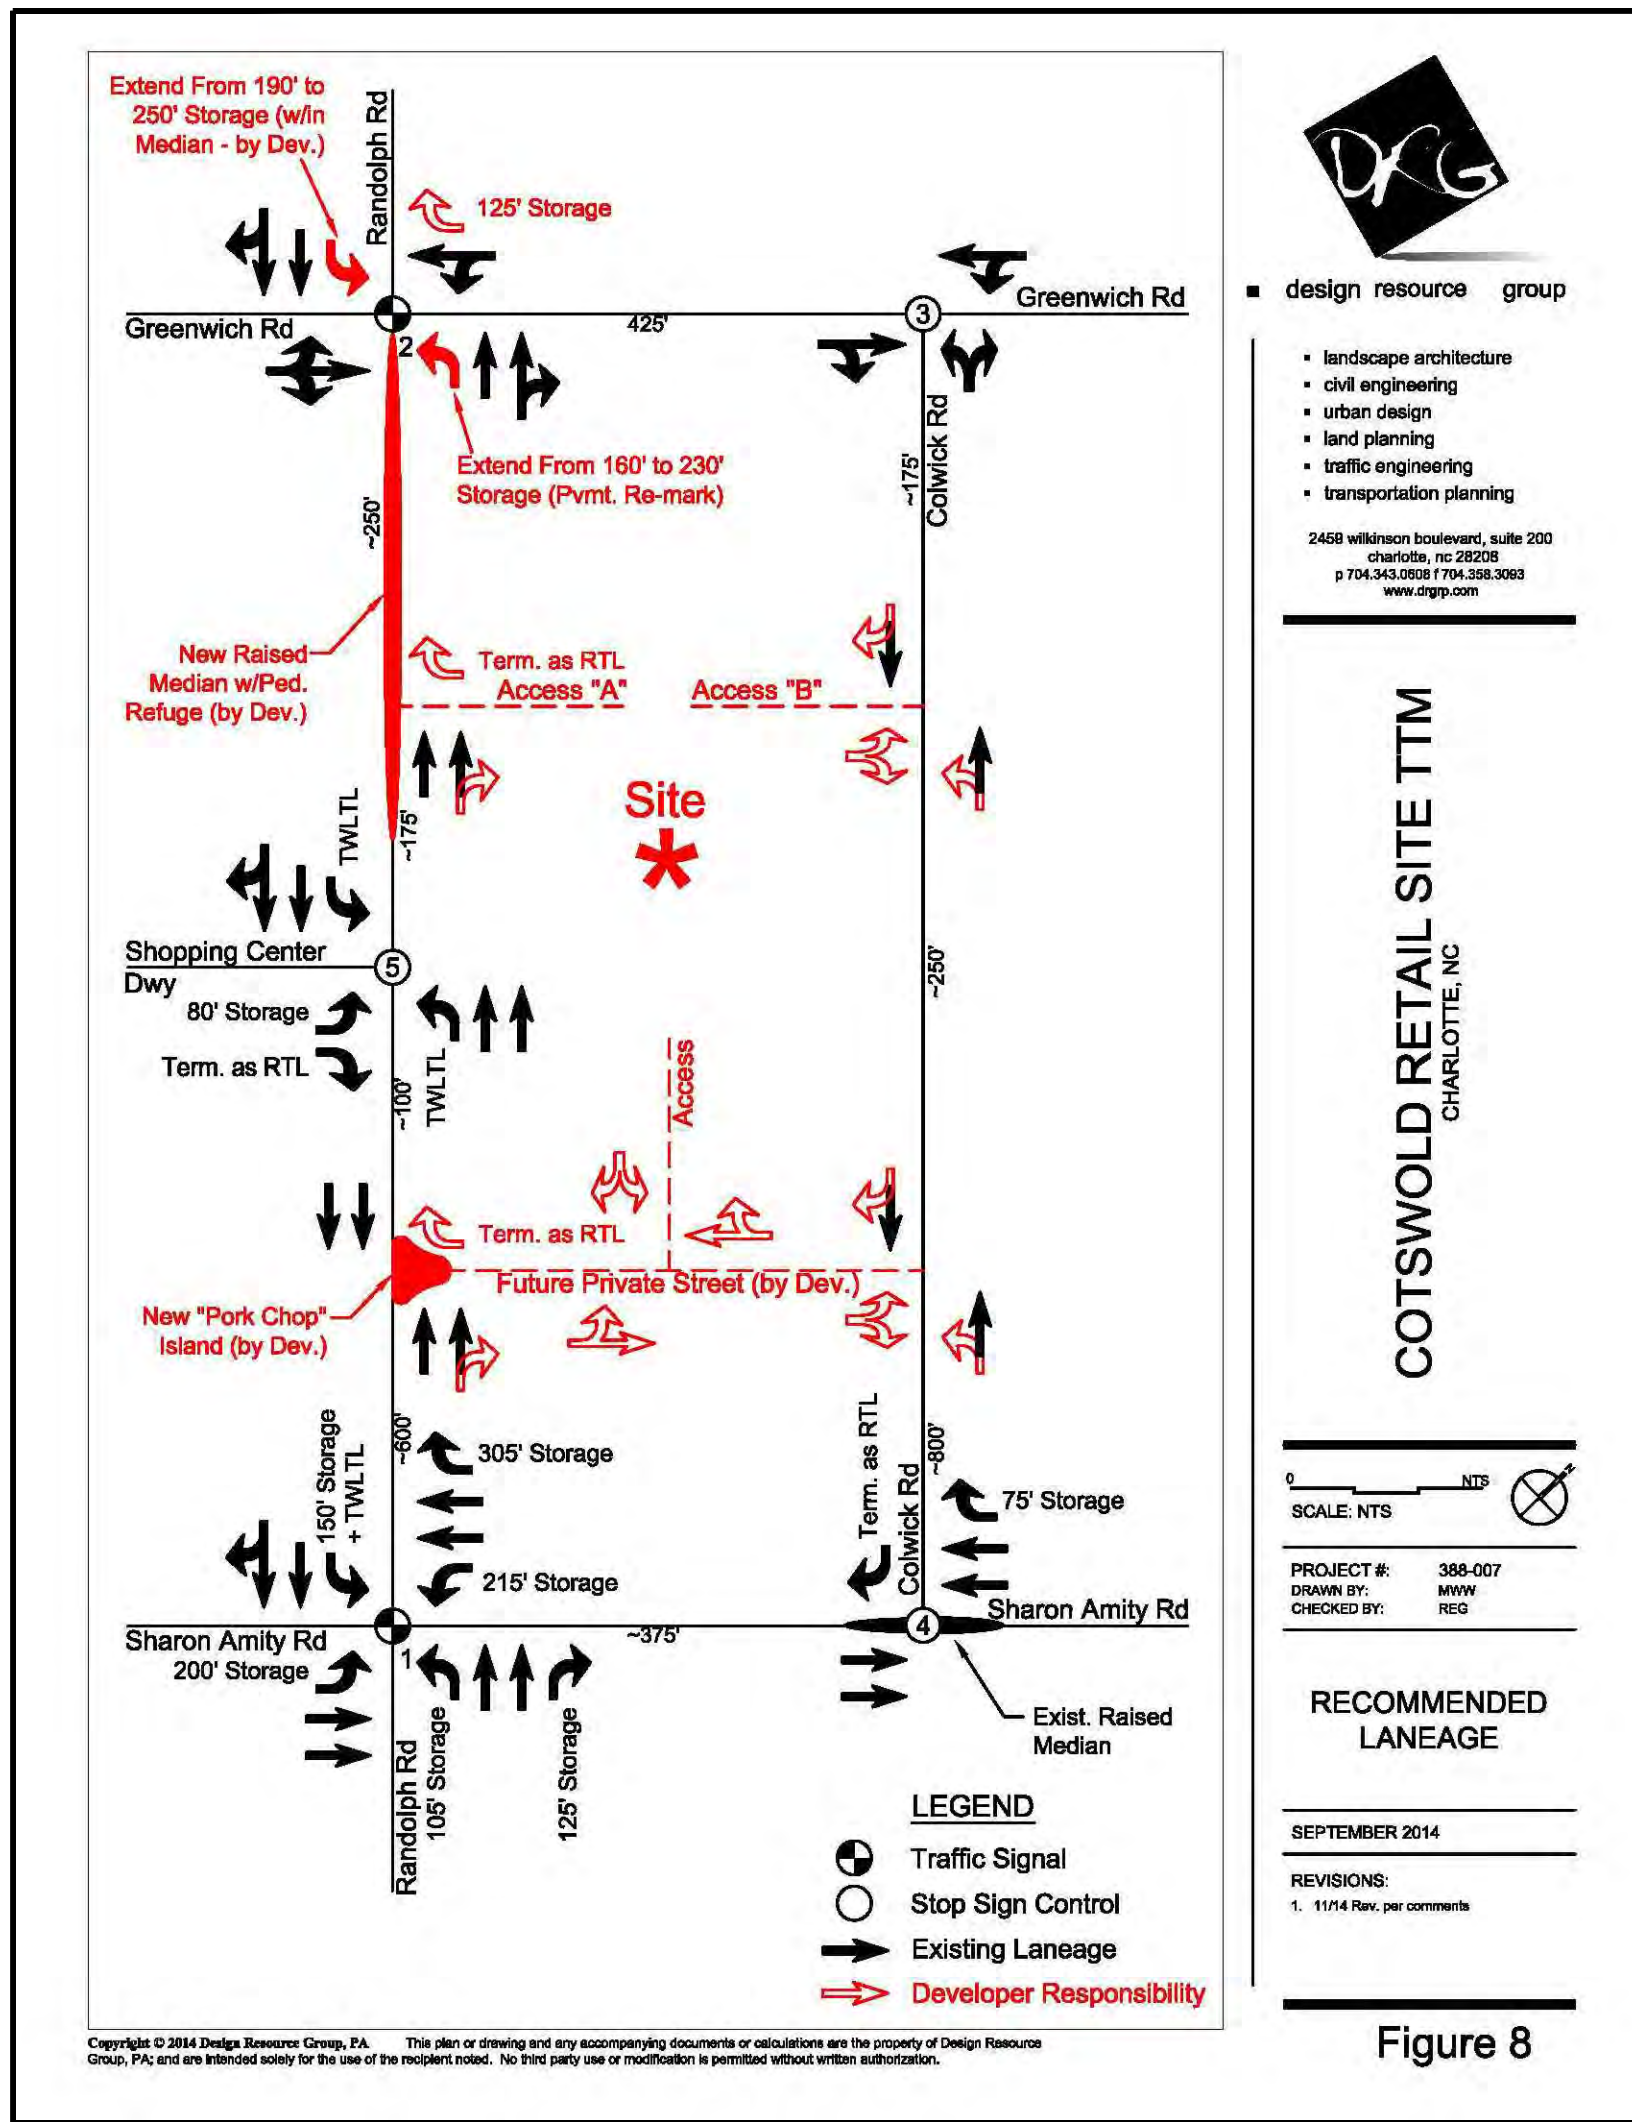 Extend From 190' to
250' Storage (w/in
Median - by Dev.)
Randolph Rd
125' Storage
Greenwich Rd
Greenwich Rd
425'
2
3
Extend From 160' to 230'
Storage (Pvmt. Re-mark)
~250'
~175'
Colwick Rd
New Raised
Median w/Ped.
Refuge (by Dev.)
Term. as RTL
Access "A"
Access "B"
Site
*
TWLTL
~175'
Shopping Center
Dwy
5
80' Storage
Term. as RTL
~100'
TWLTL
~250'
Access
Term. as RTL
Future Private Street (by Dev.)
New "Pork Chop"
Island (by Dev.)
150' Storage
+ TWLTL
~600'
305' Storage
215' Storage
Term. as RTL
Colwick Rd
~800'
75' Storage
Sharon Amity Rd
Sharon Amity Rd
~375'
4
1
200' Storage
Randolph Rd
105' Storage
125' Storage
Exist. Raised
Median
LEGEND
Traffic Signal
Stop Sign Control
Existing Laneage
Developer Responsibility
DRG
design resource group
landscape architecture
civil engineering
urban design
land planning
traffic engineering
transportation planning
2459 wilkinson boulevard, suite 200
charlotte, nc 28208
p 704.343.0608 f 704.358.3093
www.drgrp.com
COTSWOLD RETAIL SITE TTM
CHARLOTTE, NC
0 NTS
N
SCALE: NTS
PROJECT #: 388-007
DRAWN BY: MWW
CHECKED BY: REG
RECOMMENDED
LANEAGE
SEPTEMBER 2014
REVISIONS:
1. 11/14 Rev. per comments
Figure 8
Copyright © 2014 Design Resource Group, PA This plan or drawing and any accompanying documents or calculations are the property of Design Resource
Group, PA; and are intended solely for the use of the recipient noted. No third party use or modification is permitted without written authorization.